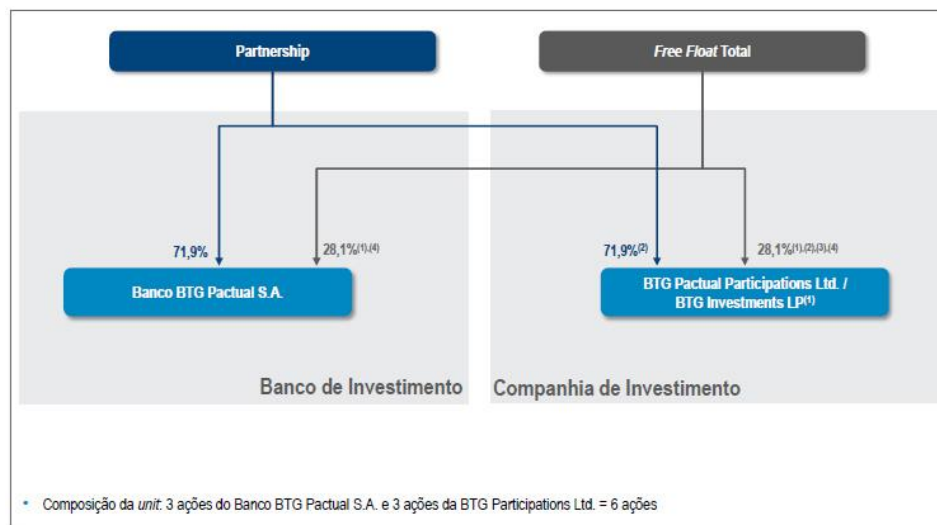 Partnership
Free Float Total
71,9%
28,1%(1),(4)
71,9%(2)
28,1%(1),(2),(3),(4)
Banco BTG Pactual S.A.
BTG Pactual Participations Ltd. /
BTG Investments LP(1)
Banco de Investimento
Companhia de Investimento
• Composição da unit: 3 ações do Banco BTG Pactual S.A. e 3 ações da BTG Participations Ltd. = 6 ações